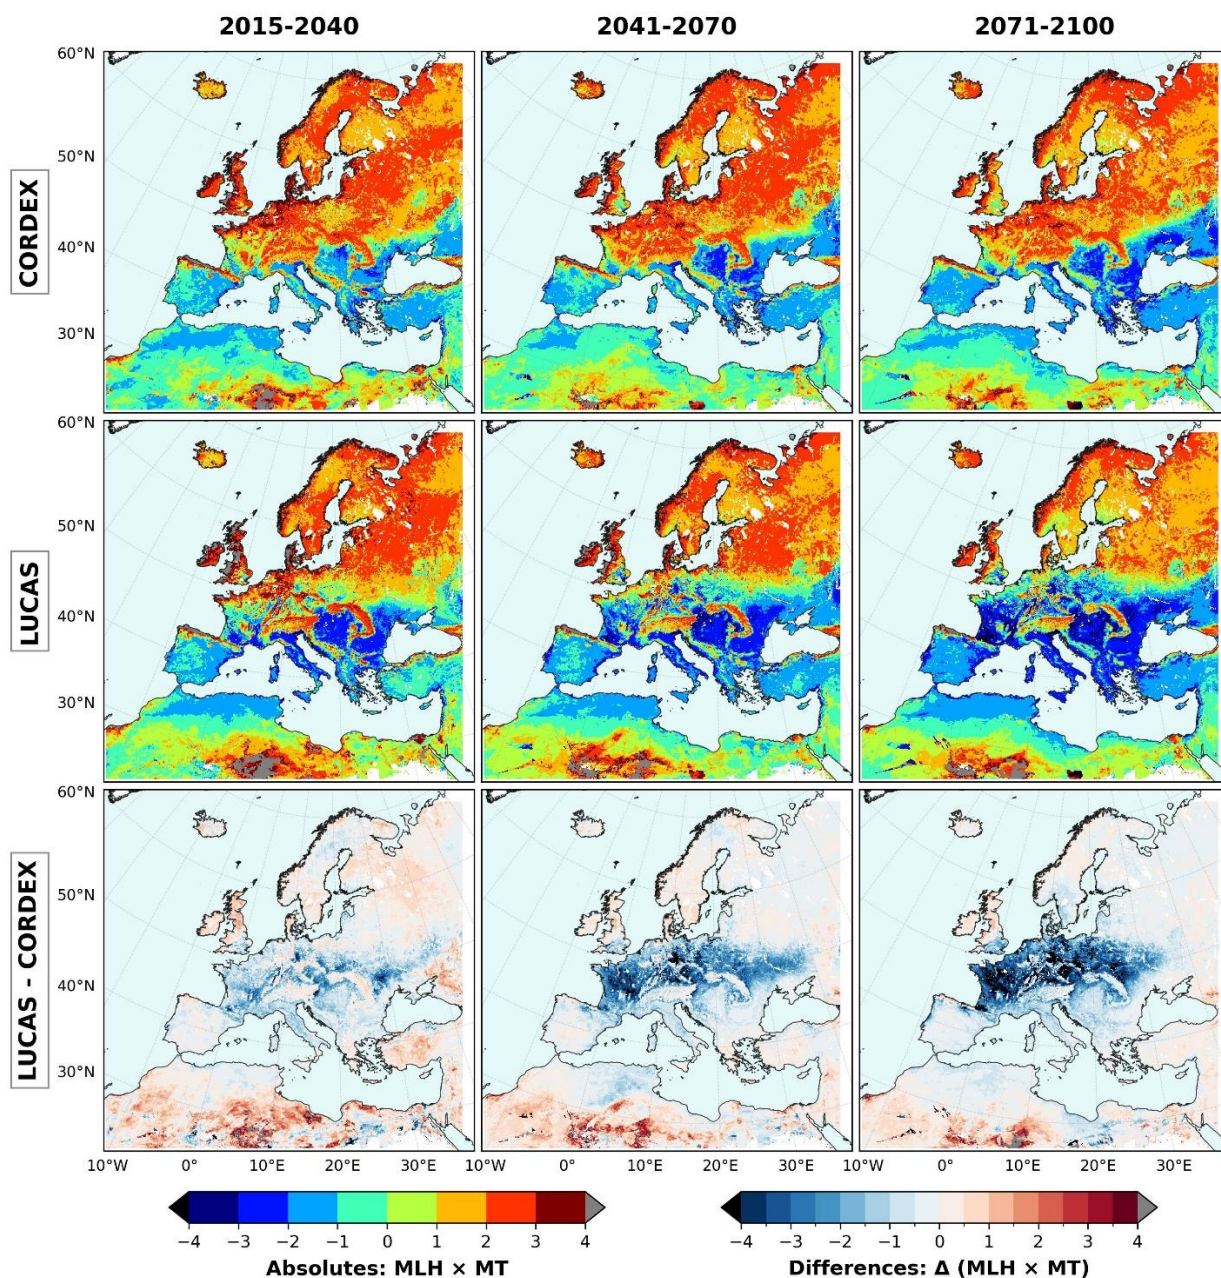 2015-2040 2041-2070 2071-2100
60°N
50°N
CORDEX
40°N
30°N
60°N
50°N
LUCAS
40°N
30°N
60°N
50°N
LUCAS - CORDEX
40°N
30°N
10°W 0° 10°E 20°E 30°E 10°W 0° 10°E 20°E 30°E 0° 10°E 20°E 30°E
−4 −3 −2 −1 0 1 2 3 4
Absolutes: MLH × MT
−4 −3 −2 −1 0 1 2 3 4
Differences: Δ (MLH × MT)